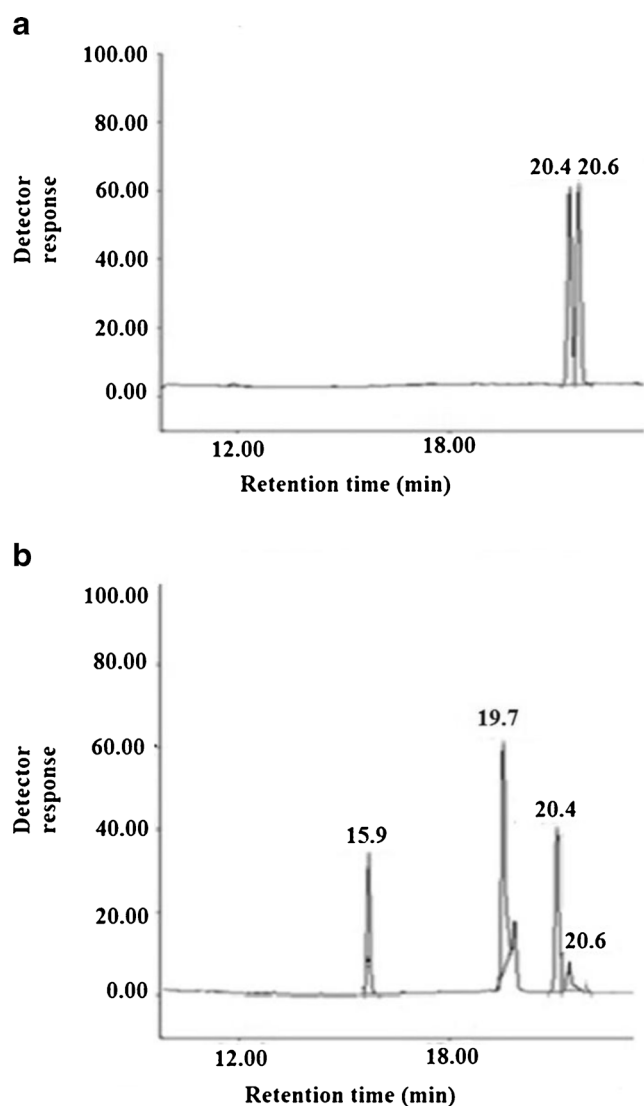 a
100.00
80.00
Detector
response
60.00
40.00
20.00
0.00
20.4 20.6
12.00 18.00
Retention time (min)
b
100.00
80.00
Detector
response
60.00
40.00
20.00
0.00
15.9
19.7
20.4
20.6
12.00 18.00
Retention time (min)